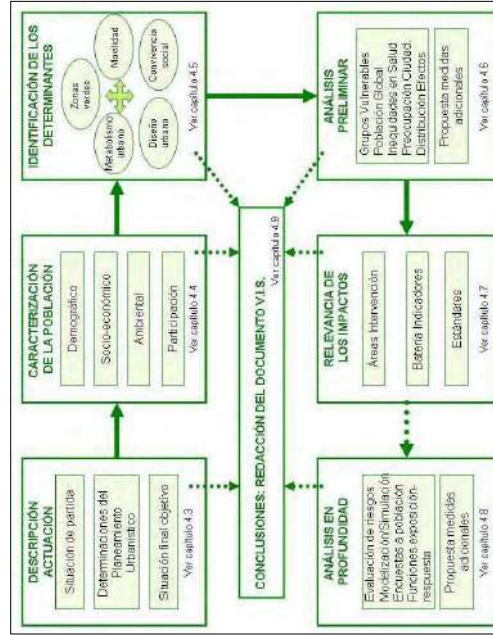 DESCRIPCIÓN
ACTUACIÓN
Situación de partida
Determinaciones del
Planeamiento
Urbanístico
Situación final objetivo
Ver capítulo 4.3
CARACTERIZACIÓN
DE LA POBLACIÓN
Demográfico
Socio-económico
Ambiental
Participación
Ver capítulo 4.4
IDENTIFICACIÓN DE LOS
DETERMINANTES
Zonas
verdes
Movilidad
Metabolismo
urbano
Convivencia
social
Diseño
urbano
Ver capítulo 4.5
CONCLUSIONES: REDACCIÓN DEL DOCUMENTO V.I.S.
Ver capítulo 4.9
ANÁLISIS EN
PROFUNDIDAD
Evaluación de riesgos
Modelización/Simulación
Encuestas a población
Funciones exposición-
respuesta
Propuesta medidas
adicionales
Ver capítulo 4.8
RELEVANCIA DE
LOS IMPACTOS
Áreas Intervención
Batería Indicadores
Estándares
Ver capítulo 4.7
ANÁLISIS
PRELIMINAR
Grupos Vulnerables
Población Global
Inequidades en Salud
Preocupación Ciudad.
Distribución Efectos
Propuesta medidas
adicionales
Ver capítulo 4.6